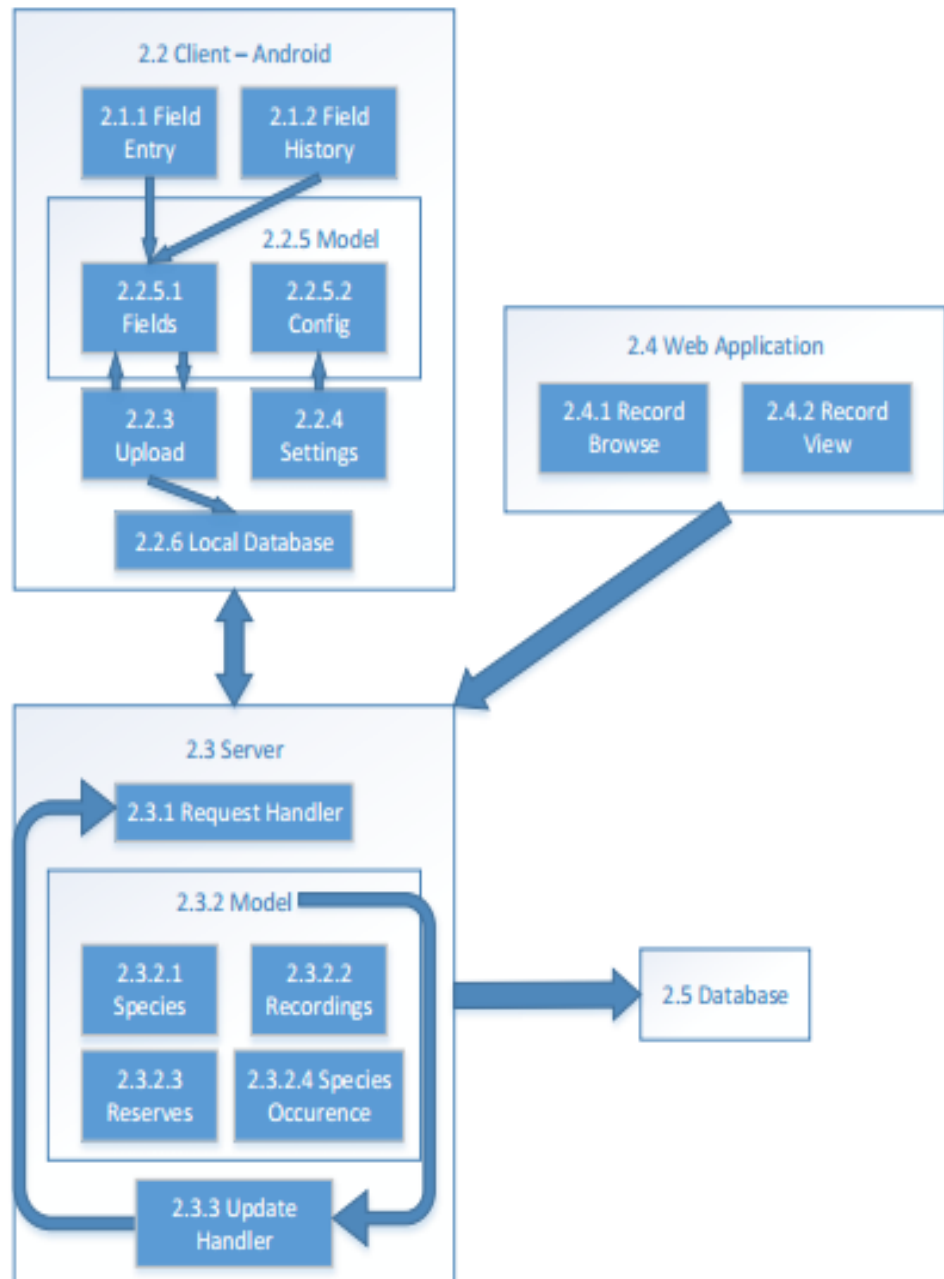 2.2 Client – Android
2.1.1 Field
Entry
2.1.2 Field
History
2.2.5 Model
2.2.5.1
Fields
2.2.5.2
Config
2.2.3
Upload
2.2.4
Settings
2.2.6 Local Database
2.4 Web Application
2.4.1 Record
Browse
2.4.2 Record
View
2.3 Server
2.3.1 Request Handler
2.3.2 Model
2.3.2.1
Species
2.3.2.2
Recordings
2.3.2.3
Reserves
2.3.2.4 Species
Occurence
2.3.3 Update
Handler
2.5 Database